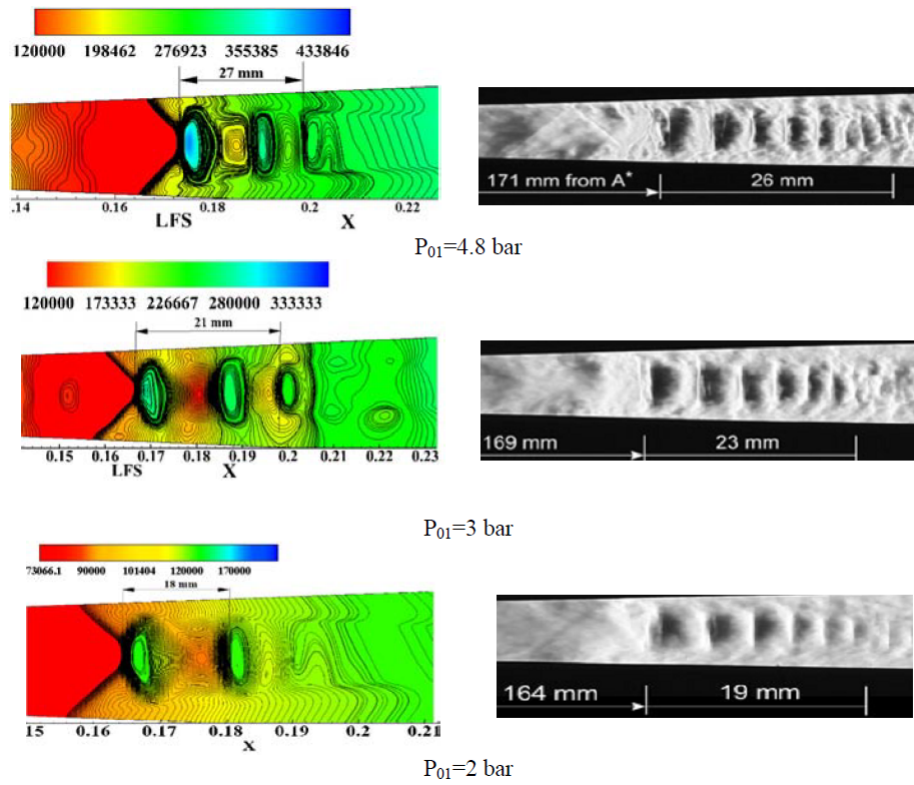 120000 198462 276923 355385 433846
27 mm
.14 0.16 0.18 0.2 0.22
LFS X
171 mm from A* 26 mm
P01=4.8 bar
120000 173333 226667 280000 333333
21 mm
0.15 0.16 0.17 0.18 0.19 0.2 0.21 0.22 0.23
LFS X
169 mm 23 mm
P01=3 bar
73066.1 90000 101404 120000 170000
18 mm
15 0.16 0.17 0.18 0.19 0.2 0.21
X
164 mm 19 mm
P01=2 bar